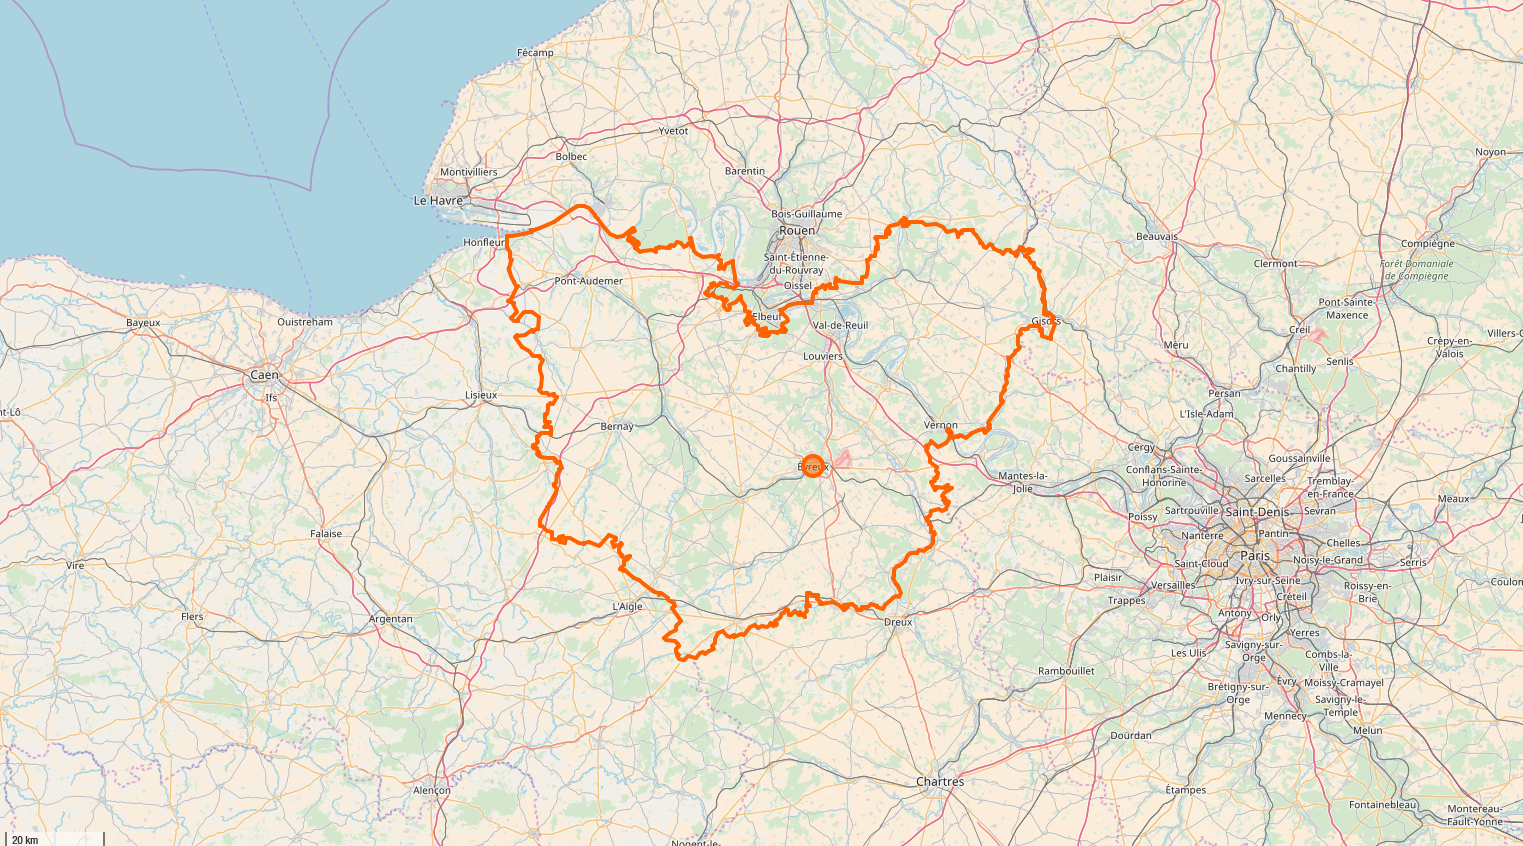 Fécamp
Yvetot
Bolbec
Noyon
Montivilliers
Barentin
Le Havre
Bois-Guillaume
Rouen
Honfleur
Beauvais
Compiègne
Saint-Étienne-
du-Rouvray
Clermont
Forêt Domaniale
de Compiègne
Pont-Audemer
Oissel
Pont-Sainte-
Maxence
Bayeux
Ouistreham
Elbeuf
Val-de-Reuil
Gisors
Creil
Villers-C
Crépy-en-
Valois
Méru
Senlis
Louviers
Chantilly
Caen
Ifs
Lisieux
Persan
L'Isle-Adam
nt-Lô
Bernay
Vernon
Cergy
Goussainville
Évreux
Conflans-Sainte-
Honorine
Mantes-la-
Jolie
Sarcelles
Tremblay-
en-France
Meaux
Poissy
Sartrouville
Saint-Denis
Sevran
Falaise
Nanterre
Pantin
Chelles
Paris
Noisy-le-Grand
Serris
Vire
Saint-Cloud
Plaisir
Versailles
Ivry-sur-Seine
Roissy-en-
Brie
Coulom
Trappes
Créteil
L'Aigle
Flers
Argentan
Antony
Orly
Dreux
Yerres
Les Ulis
Savigny-sur-
Orge
Combs-la-
Ville
Rambouillet
Évry
Moissy-Cramayel
Brétigny-sur-
Orge
Savigny-le-
Temple
Mennecy
Melun
Dourdan
Chartres
Alençon
Étampes
Fontainebleau
Montereau-
Fault-Yonne
20 km
Nogent-le-